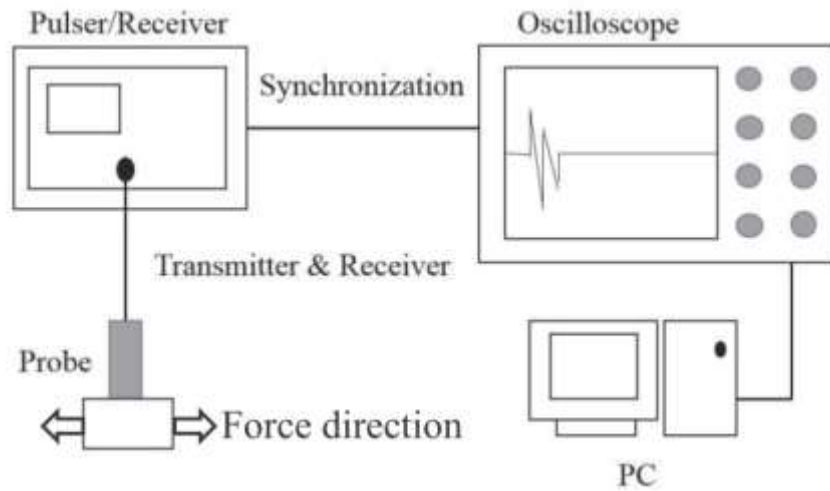 Pulser/Receiver
Oscilloscope
Synchronization
Transmitter & Receiver
Probe
Force direction
PC